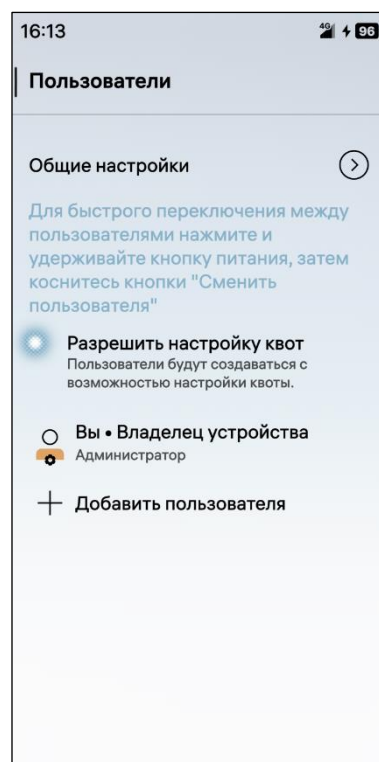 16:13
4G 96
Пользователи
Общие настройки
Для быстрого переключения между
пользователями нажмите и
удерживайте кнопку питания, затем
коснитесь кнопки "Сменить
пользователя"
Разрешить настройку квот
Пользователи будут создаваться с
возможностью настройки квоты.
Вы • Владелец устройства
Администратор
Добавить пользователя